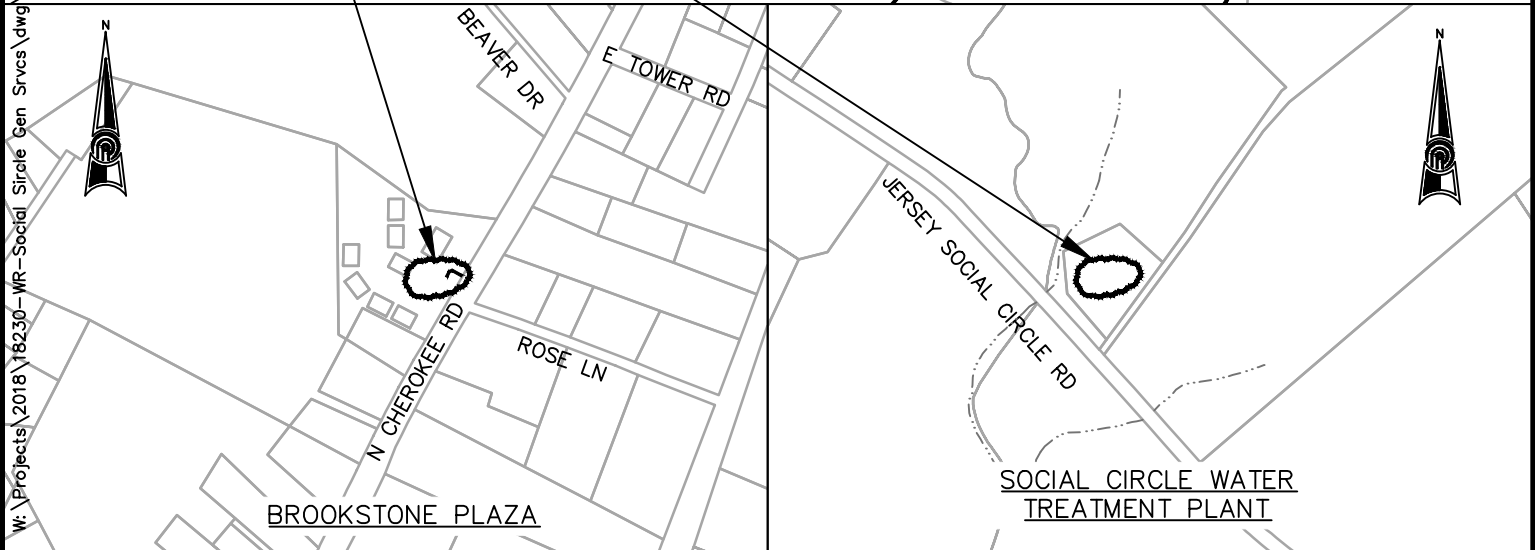 W:\Projects\2018\18230-WR-Social Sircle Gen Srvcs\dwg
N
BEAVER DR
E TOWER RD
N CHEROKEE RD
ROSE LN
BROOKSTONE PLAZA
N
JERSEY SOCIAL CIRCLE RD
SOCIAL CIRCLE WATER
TREATMENT PLANT